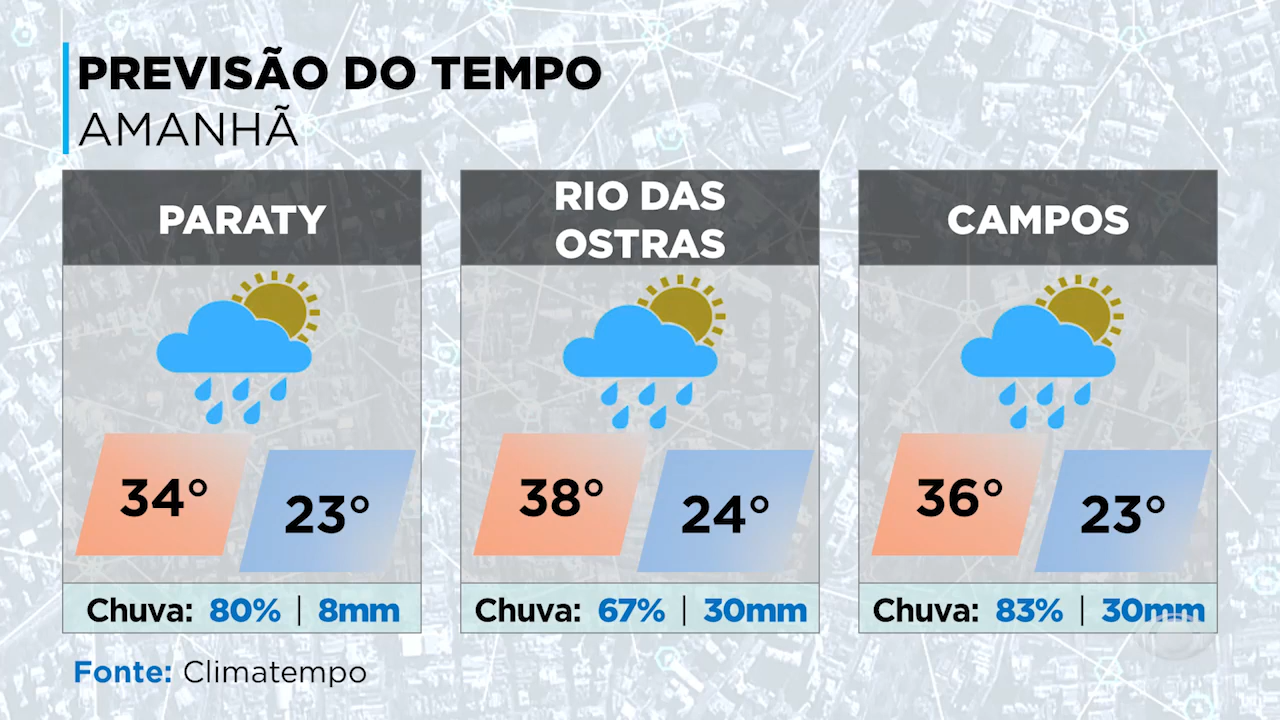 PREVISÃO DO TEMPO
AMANHÃ
PARATY
34° 23°
Chuva: 80% | 8mm
RIO DAS
OSTRAS
38° 24°
Chuva: 67% | 30mm
CAMPOS
36° 23°
Chuva: 83% | 30mm
Fonte: Climatempo